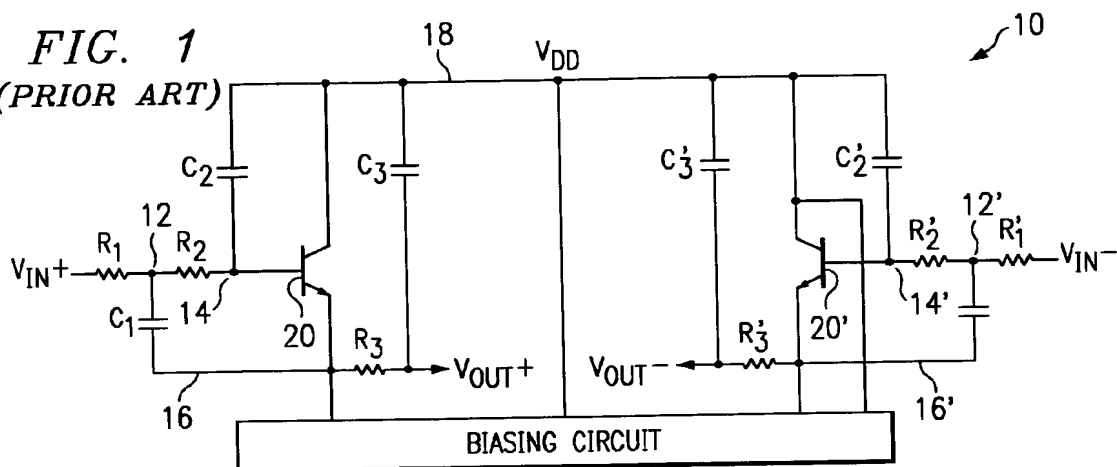 FIG. 1
(PRIOR ART)
10
18
VDD
C2
C3
C'3
C'2
12
12'
R1
R2
R'2
R'1
VIN+
VIN−
14
14'
C1
20
20'
R3
R'3
VOUT+
VOUT−
16
16'
BIASING CIRCUIT